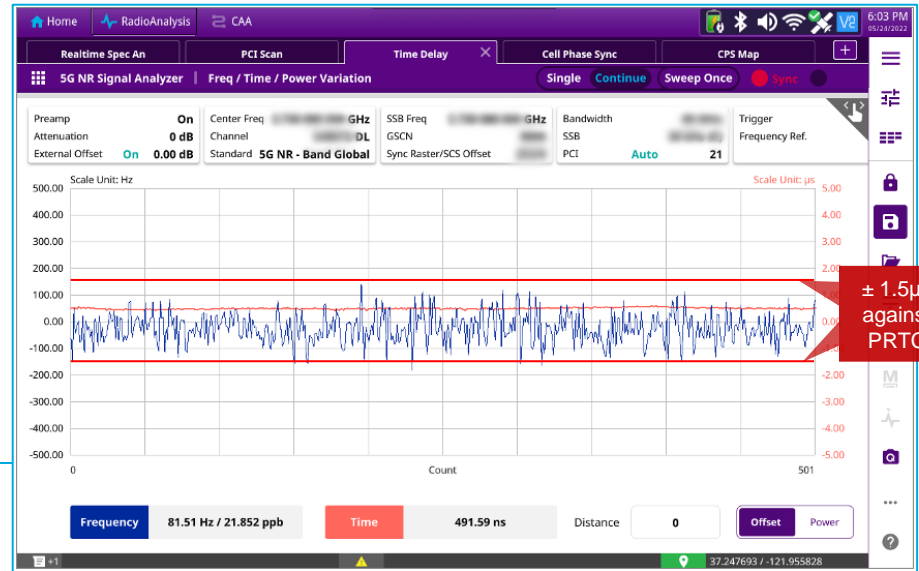 Home RadioAnalysis CAA 6:03 PM
05/24/2022
Realtime Spec An PCI Scan Time Delay Cell Phase Sync CPS Map
5G NR Signal Analyzer | Freq / Time / Power Variation Single Continue Sweep Once Sync
Preamp On Center Freq GHz SSB Freq GHz Bandwidth Trigger
Attenuation 0 dB Channel DL GSCN SSB Frequency Ref.
External Offset On 0.00 dB Standard 5G NR - Band Global Sync Raster/SCS Offset PCI Auto 21
Scale Unit: Hz Scale Unit: µs
500.00 5.00
400.00 4.00
300.00 3.00
200.00 2.00
100.00
± 1.5µ
0.00 0.00
against
PRTC
-100.00
-200.00 -2.00
-300.00 -3.00
-400.00 -4.00
-500.00 -5.00
0 Count 501
Frequency 81.51 Hz / 21.852 ppb Time 491.59 ns Distance 0 Offset Power
+1 37.247693 / -121.955828